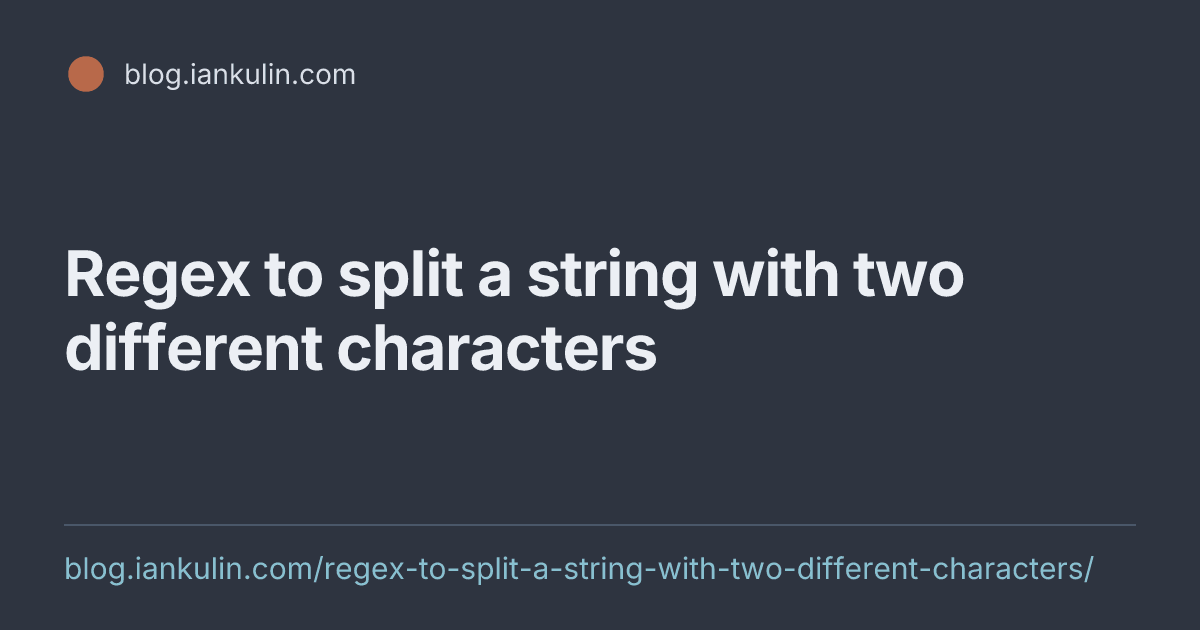 blog.iankulin.com
Regex to split a string with two
different characters
blog.iankulin.com/regex-to-split-a-string-with-two-different-characters/